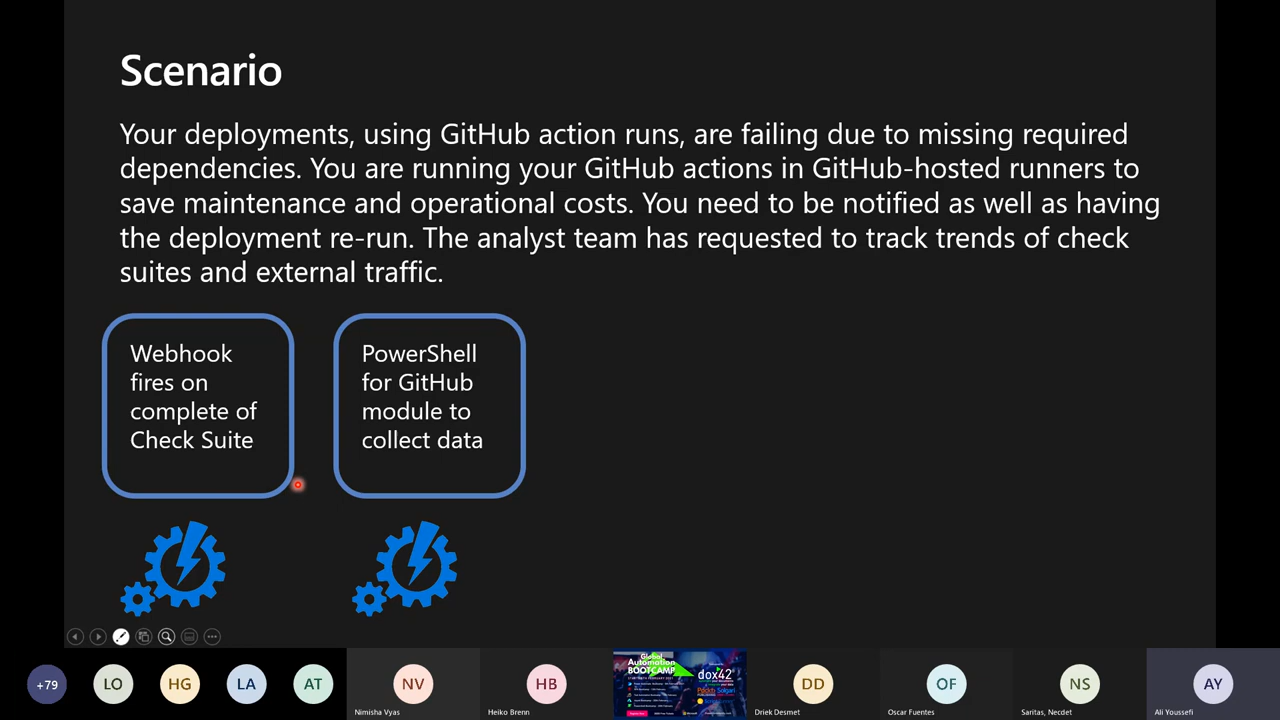 Scenario
Your deployments, using GitHub action runs, are failing due to missing required
dependencies. You are running your GitHub actions in GitHub-hosted runners to
save maintenance and operational costs. You need to be notified as well as having
the deployment re-run. The analyst team has requested to track trends of check
suites and external traffic.
Webhook
fires on
complete of
Check Suite
PowerShell
for GitHub
module to
collect data
+79
LO
HG
LA
AT
NV
Nimisha Vyas
HB
Heiko Brenn
Global
Automation
BOOTCAMP
dox42
DD
Driek Desmet
OF
Oscar Fuentes
NS
Saritas, Necdet
AY
Ali Youssefi